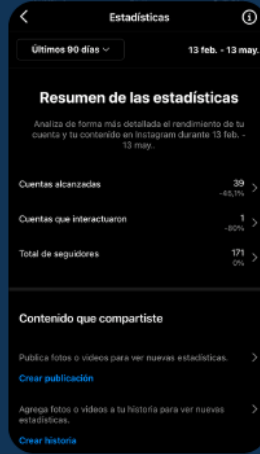 Estadísticas
Últimos 90 días
13 feb. - 13 may.
Resumen de las estadísticas
Analiza de forma más detallada el rendimiento de tu
cuenta y tu contenido en Instagram durante 13 feb. -
13 may..
Cuentas alcanzadas
39
-45,1%
Cuentas que interactuaron
1
-80%
Total de seguidores
171
0%
Contenido que compartiste
Publica fotos o videos para ver nuevas estadísticas.
Crear publicación
Agrega fotos o videos a tu historia para ver nuevas
estadísticas.
Crear historia